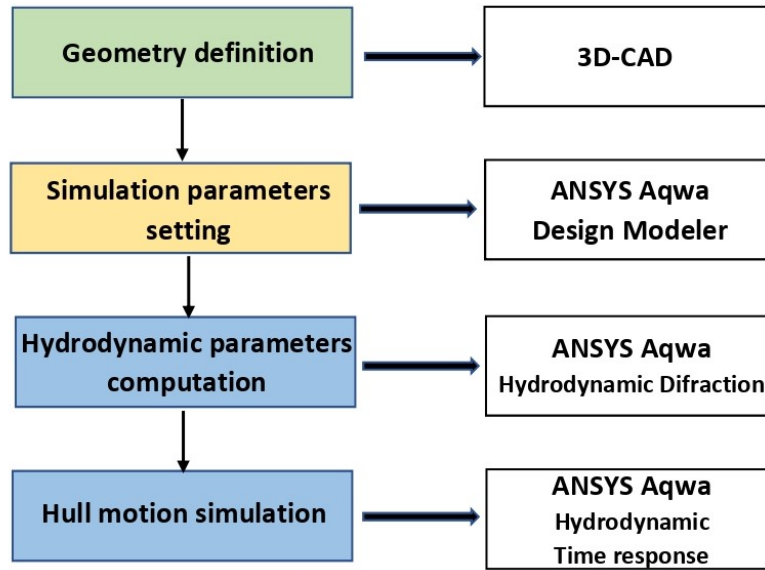 Geometry definition
3D-CAD
Simulation parameters
setting
ANSYS Aqwa
Design Modeler
Hydrodynamic parameters
computation
ANSYS Aqwa
Hydrodynamic Difraction
Hull motion simulation
ANSYS Aqwa
Hydrodynamic
Time response